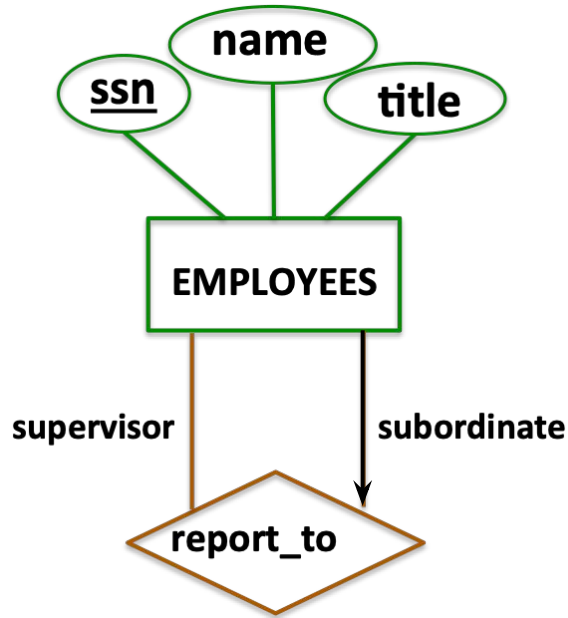 name
ssn
title
EMPLOYEES
supervisor
subordinate
report_to